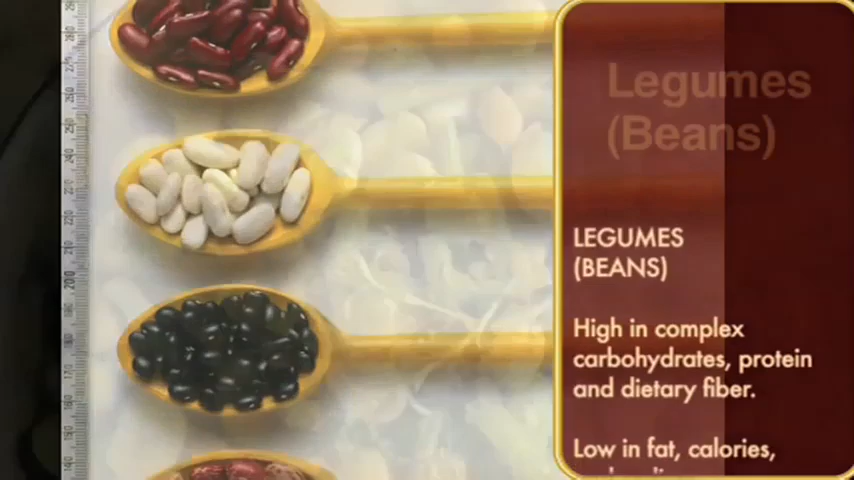 Legumes
(Beans)
LEGUMES
(BEANS)
High in complex
carbohydrates, protein
and dietary fiber.
Low in fat, calories,